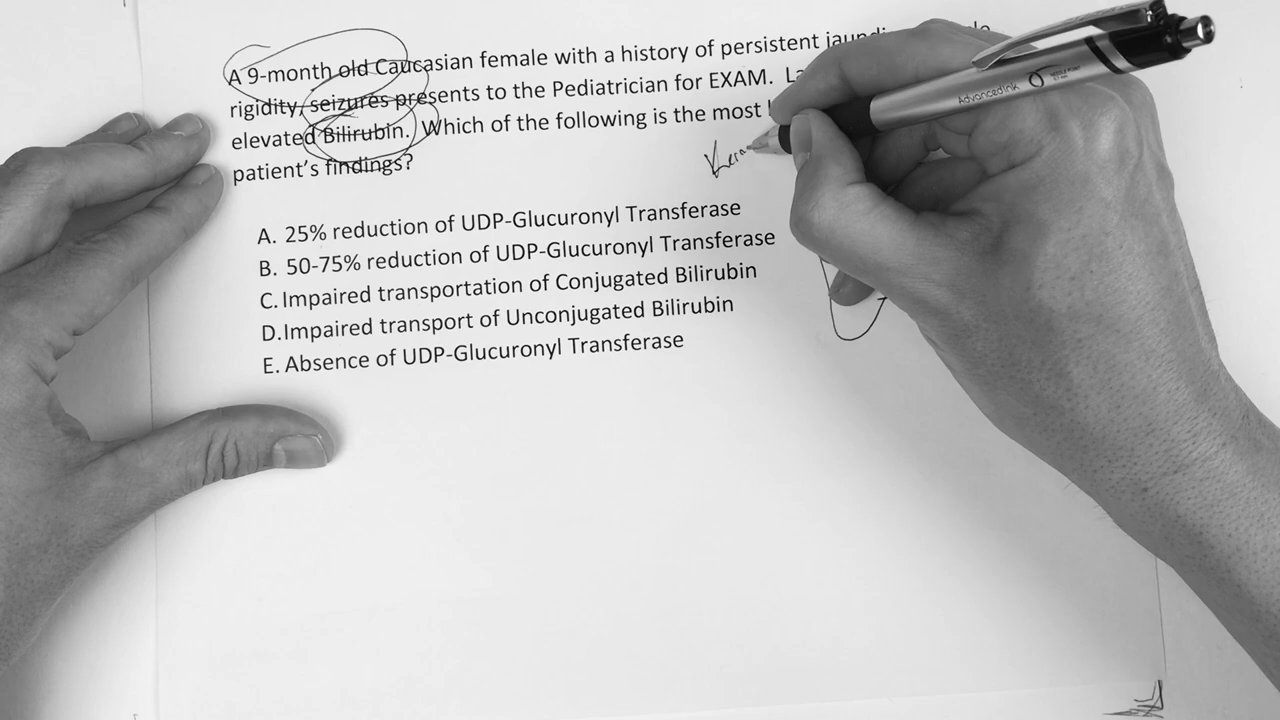 A 9-month old Caucasian female with a history of persistent
rigidity, seizures presents to the Pediatrician for EXAM.
elevated Bilirubin. Which of the following is the most
patient's findings?
A. 25% reduction of UDP-Glucuronyl Transferase
B. 50-75% reduction of UDP-Glucuronyl Transferase
C. Impaired transportation of Conjugated Bilirubin
D. Impaired transport of Unconjugated Bilirubin
E. Absence of UDP-Glucuronyl Transferase
AdvancedInk